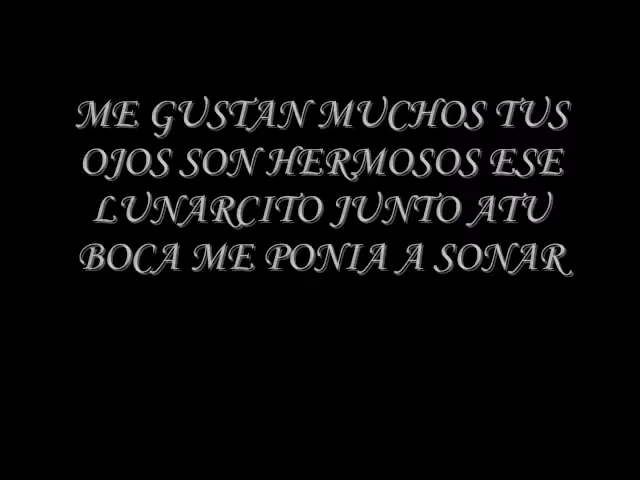 ME GUSTAN MUCHOS TUS
OJOS SON HERMOSOS ESE
LUNARCITO JUNTO ATU
BOCA ME PONIA A SONAR